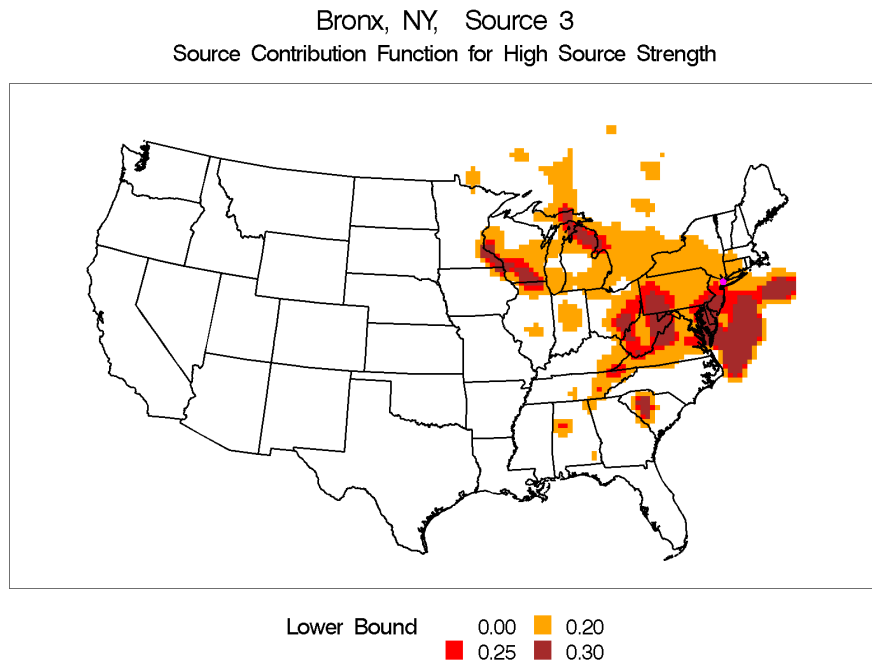 Bronx, NY, Source 3
Source Contribution Function for High Source Strength
Lower Bound 0.00 0.20
0.25 0.30